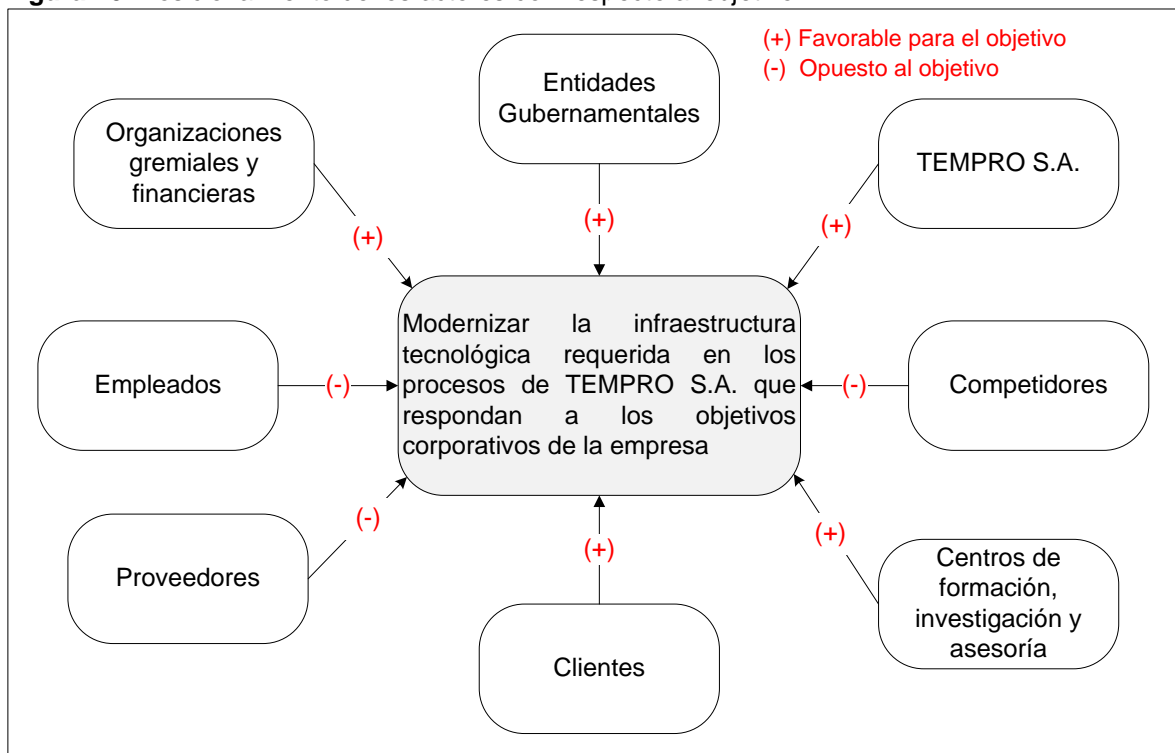 (+) Favorable para el objetivo
(-) Opuesto al objetivo
Entidades
Gubernamentales
Organizaciones
gremiales y
financieras
TEMPRO S.A.
(+)
(+)
(+)
Modernizar la infraestructura
tecnológica requerida en los
procesos de TEMPRO S.A. que
respondan a los objetivos
corporativos de la empresa
Empleados
(-)
(-)
Competidores
Proveedores
(-)
(+)
(+)
Centros de
formación,
investigación y
asesoría
Clientes